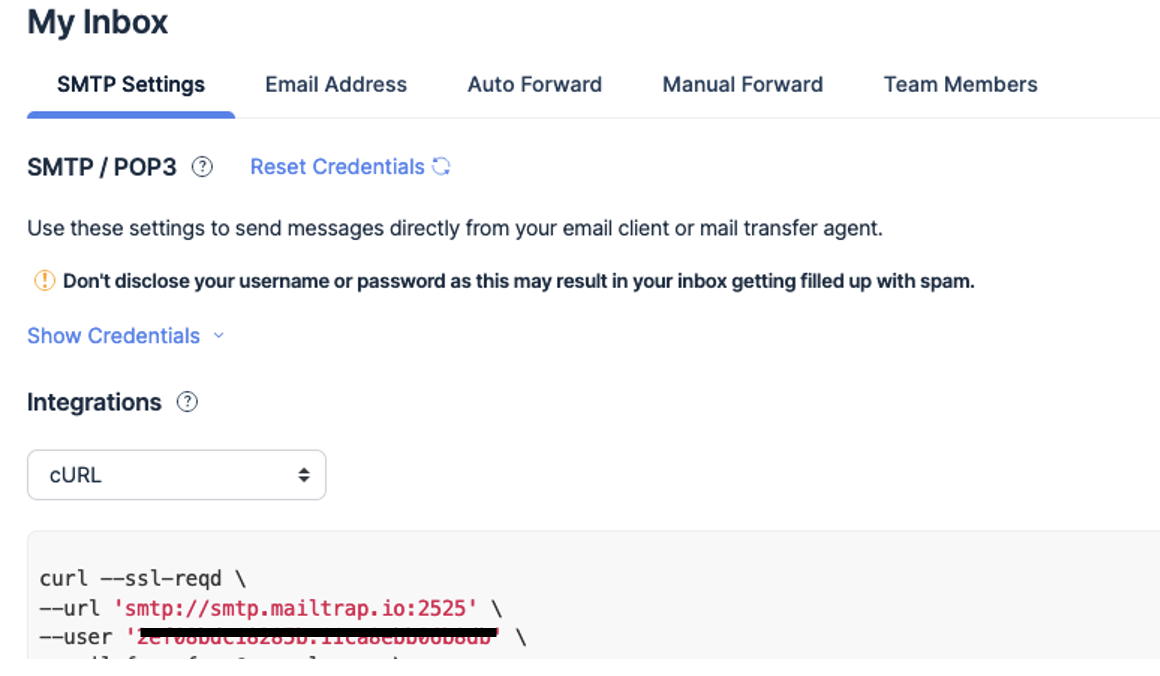 My Inbox
SMTP Settings Email Address Auto Forward Manual Forward Team Members
SMTP / POP3 ? Reset Credentials
Use these settings to send messages directly from your email client or mail transfer agent.
! Don't disclose your username or password as this may result in your inbox getting filled up with spam.
Show Credentials
Integrations ?
cURL
curl --ssl-reqd \
--url 'smtp://smtp.mailtrap.io:2525' \
--user ' ' \